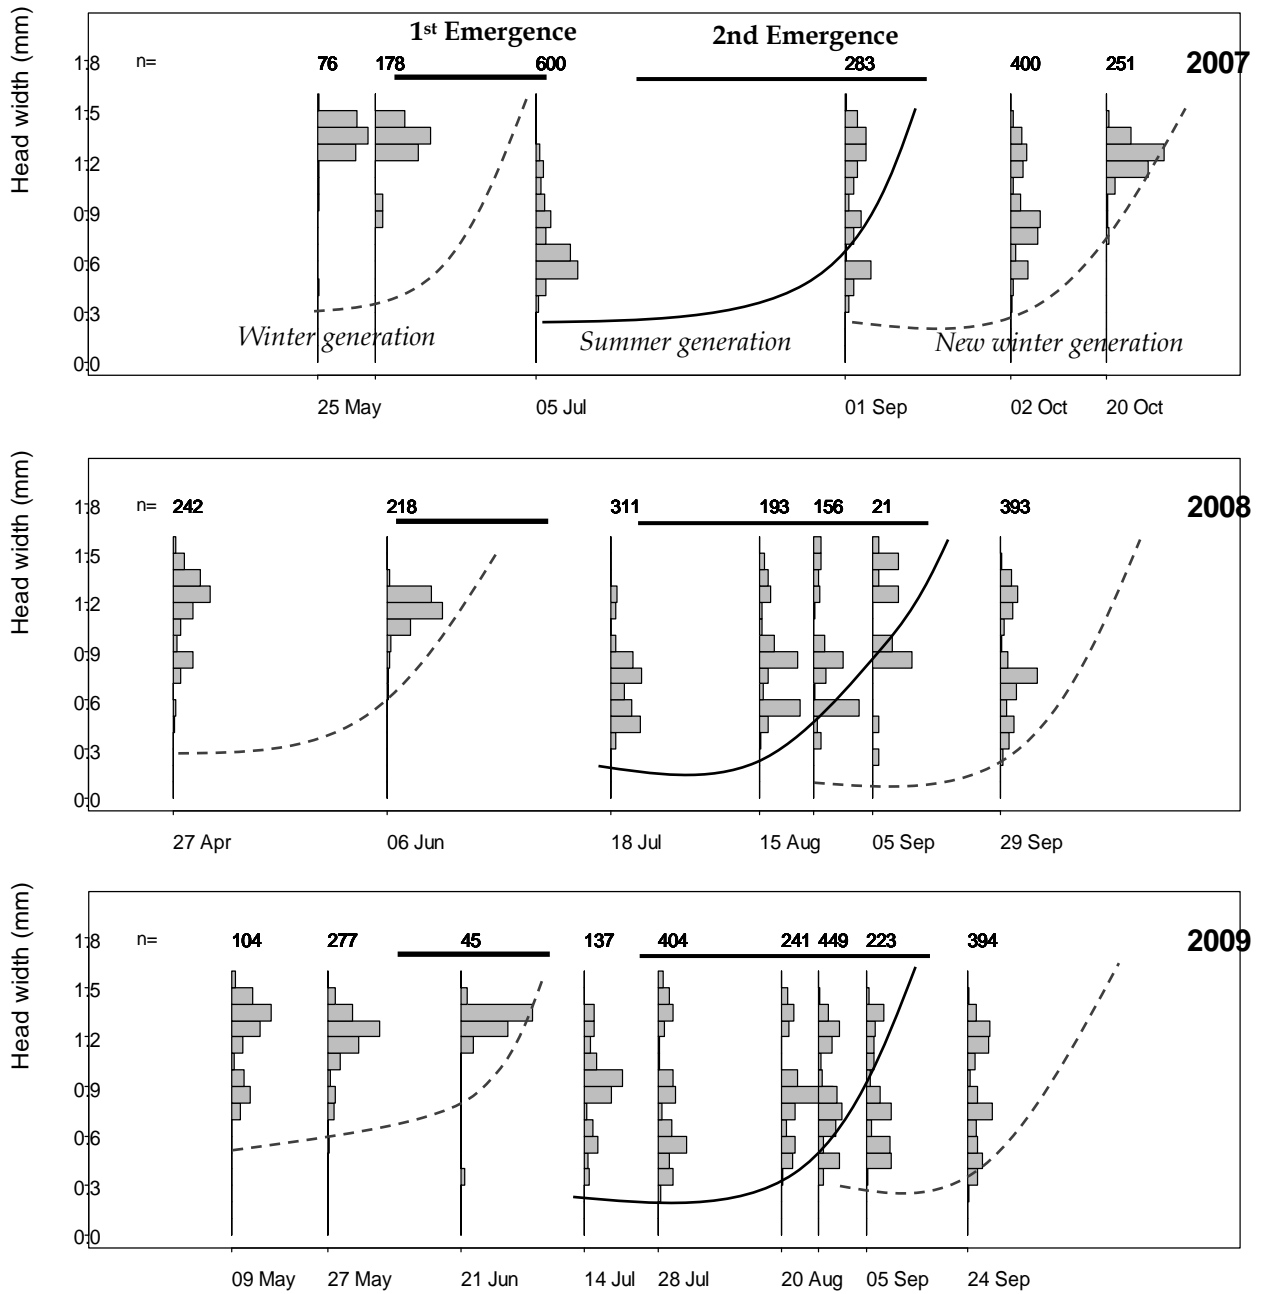 1st Emergence
2nd Emergence
n= 76 178 600 283 400 251 2007
Head width (mm)
1.8
1.5
1.2
0.9
0.6
0.3
0.0
Winter generation
Summer generation
New winter generation
25 May 05 Jul 01 Sep 02 Oct 20 Oct
n= 242 218 311 193 156 21 393 2008
Head width (mm)
1.8
1.5
1.2
0.9
0.6
0.3
0.0
27 Apr 06 Jun 18 Jul 15 Aug 05 Sep 29 Sep
n= 104 277 45 137 404 241 449 223 394 2009
Head width (mm)
1.8
1.5
1.2
0.9
0.6
0.3
0.0
09 May 27 May 21 Jun 14 Jul 28 Jul 20 Aug 05 Sep 24 Sep